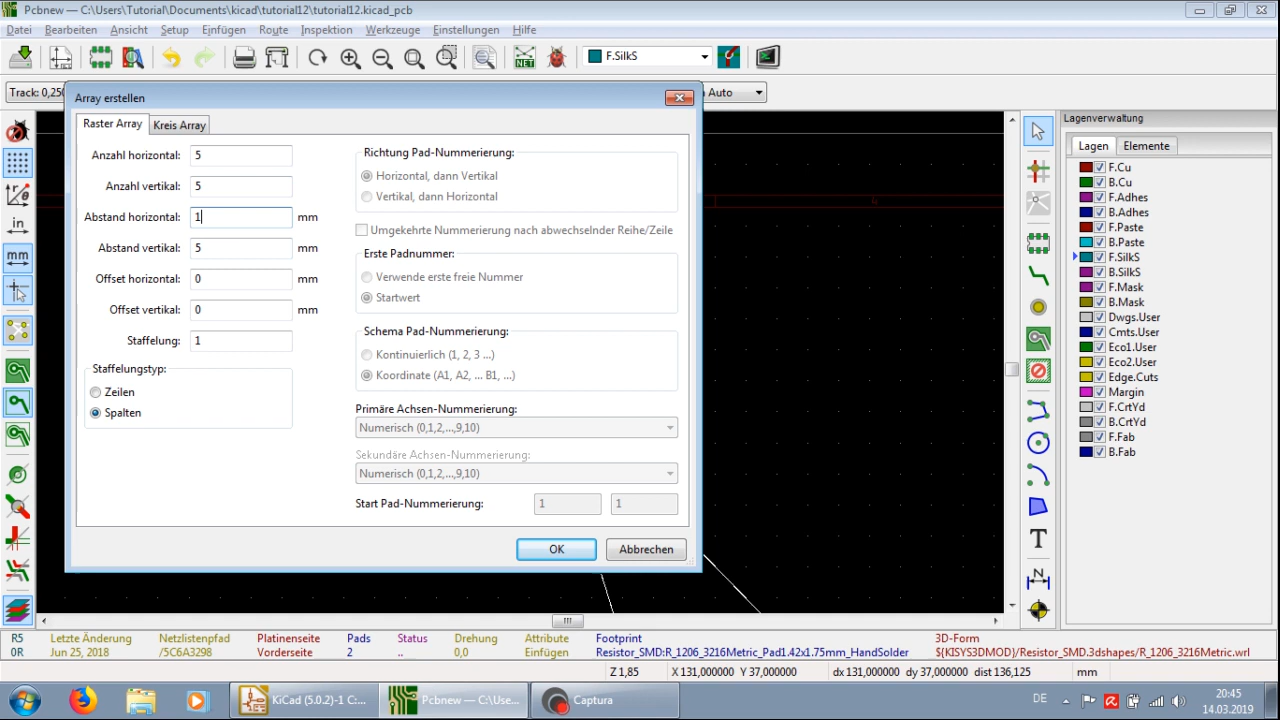 Pcbnew — C:\Users\Tutorial\Documents\kicad\tutorial12\tutorial12.kicad_pcb
Datei Bearbeiten Ansicht Setup Einfügen Route Inspektion Werkzeuge Einstellungen Hilfe
NET
F.SilkS
Track: 0,250
n Auto
Array erstellen
Raster Array Kreis Array
Anzahl horizontal: 5
Anzahl vertikal: 5
Abstand horizontal: 1 mm
Abstand vertikal: 5 mm
Offset horizontal: 0 mm
Offset vertikal: 0 mm
Staffelung: 1
Staffelungstyp:
Zeilen
Spalten
Richtung Pad-Nummerierung:
Horizontal, dann Vertikal
Vertikal, dann Horizontal
Umgekehrte Nummerierung nach abwechselnder Reihe/Zeile
Erste Padnummer:
Verwende erste freie Nummer
Startwert
Schema Pad-Nummerierung:
Kontinuierlich (1, 2, 3 ...)
Koordinate (A1, A2, ... B1, ...)
Primäre Achsen-Nummerierung:
Numerisch (0,1,2,...,9,10)
Sekundäre Achsen-Nummerierung:
Numerisch (0,1,2,...,9,10)
Start Pad-Nummerierung: 1 1
OK Abbrechen
in
mm
T
N
Lagenverwaltung
Lagen Elemente
F.Cu
B.Cu
F.Adhes
B.Adhes
F.Paste
B.Paste
F.SilkS
B.SilkS
F.Mask
B.Mask
Dwgs.User
Cmts.User
Eco1.User
Eco2.User
Edge.Cuts
Margin
F.CrtYd
B.CrtYd
F.Fab
B.Fab
R5 Letzte Änderung Netzlistenpfad Platinenseite Pads Status Drehung Attribute Footprint 3D-Form
0R Jun 25, 2018 /5C6A3298 Vorderseite 2 .. 0,0 Einfügen Resistor_SMD:R_1206_3216Metric_Pad1.42x1.75mm_HandSolder ${KISYS3DMOD}/Resistor_SMD.3dshapes/R_1206_3216Metric.wrl
Z 1,85 X 131,000000 Y 37,000000 dx 131,000000 dy 37,000000 dist 136,125 mm
KiCad (5.0.2)-1 C:... Pcbnew — C:\Use... Captura DE 20:45
14.03.2019